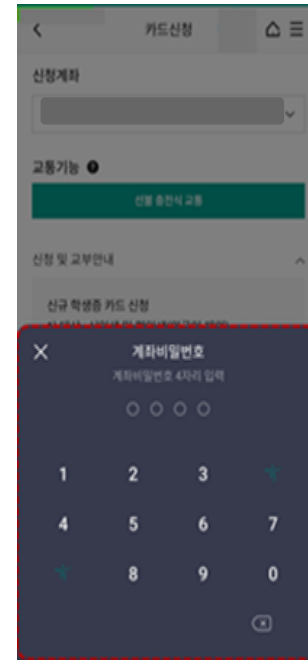 카드신청
신청계좌
교통기능
선불 충전식 교통
신청 및 교부안내
신규 학생증 카드 신청
계좌비밀번호
계좌비밀번호 4자리 입력
1 2 3
4 5 6 7
8 9 0